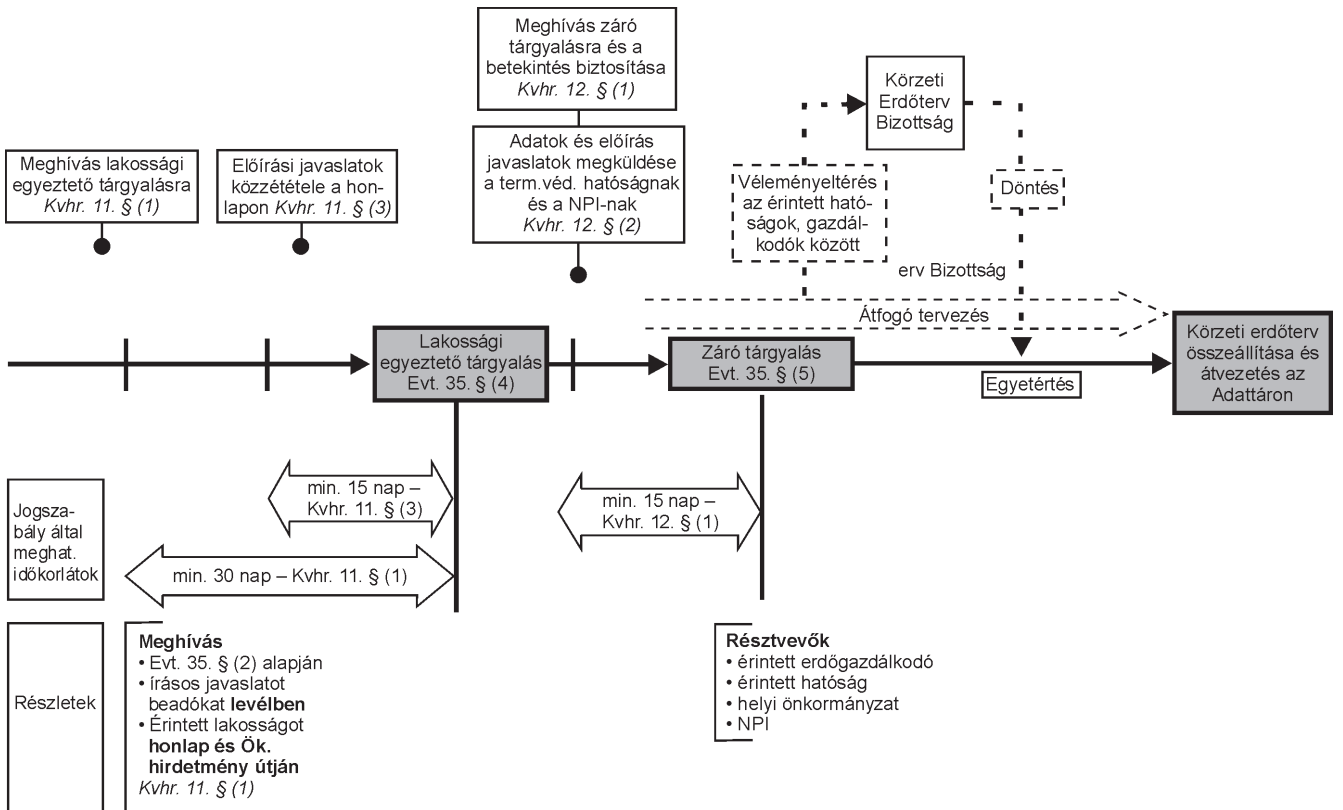 Meghívás lakossági
egyeztető tárgyalásra
Kvhr. 11. § (1)
Előírási javaslatok
közzététele a hon-
lapon Kvhr. 11. § (3)
Meghívás záró
tárgyalásra és a
betekintés biztosítása
Kvhr. 12. § (1)
Adatok és előírás
javaslatok megküldése
a term.véd. hatóságnak
és a NPI-nak
Kvhr. 12. § (2)
Véleményeltérés
az érintett ható-
ságok, gazdál-
kodók között
Körzeti
Erdőterv
Bizottság
Döntés
erv Bizottság
Átfogó tervezés
Lakossági
egyeztető tárgyalás
Evt. 35. § (4)
Záró tárgyalás
Evt. 35. § (5)
Egyetértés
Körzeti erdőterv
összeállítása és
átvezetés az
Adattáron
Jogsza-
bály által
meghat.
időkorlátok
min. 15 nap –
Kvhr. 11. § (3)
min. 30 nap – Kvhr. 11. § (1)
min. 15 nap –
Kvhr. 12. § (1)
Részletek
Meghívás
• Evt. 35. § (2) alapján
• írásos javaslatot
beadókat levélben
• Érintett lakosságot
honlap és Ök.
hirdetmény útján
Kvhr. 11. § (1)
Résztvevők
• érintett erdőgazdálkodó
• érintett hatóság
• helyi önkormányzat
• NPI